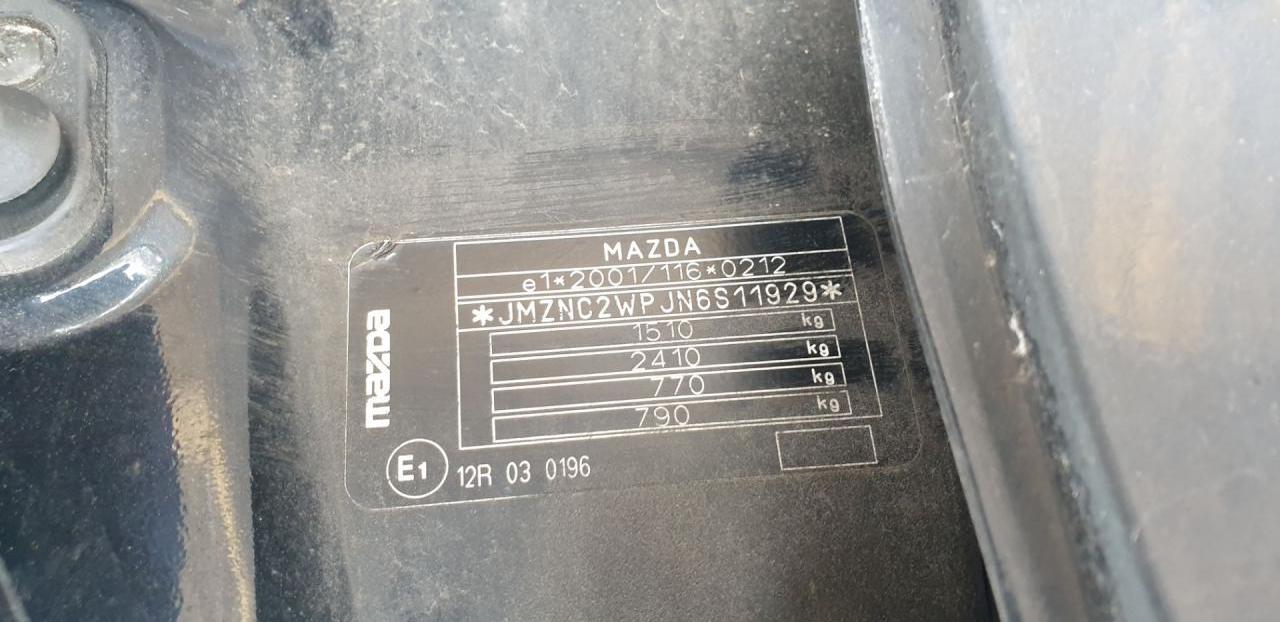 MAZDA
e1*2001/116*0212
*JMZNC2WPJN6S11929*
1510 kg
2410 kg
770 kg
790 kg
mazda
E1 12R 03 0196